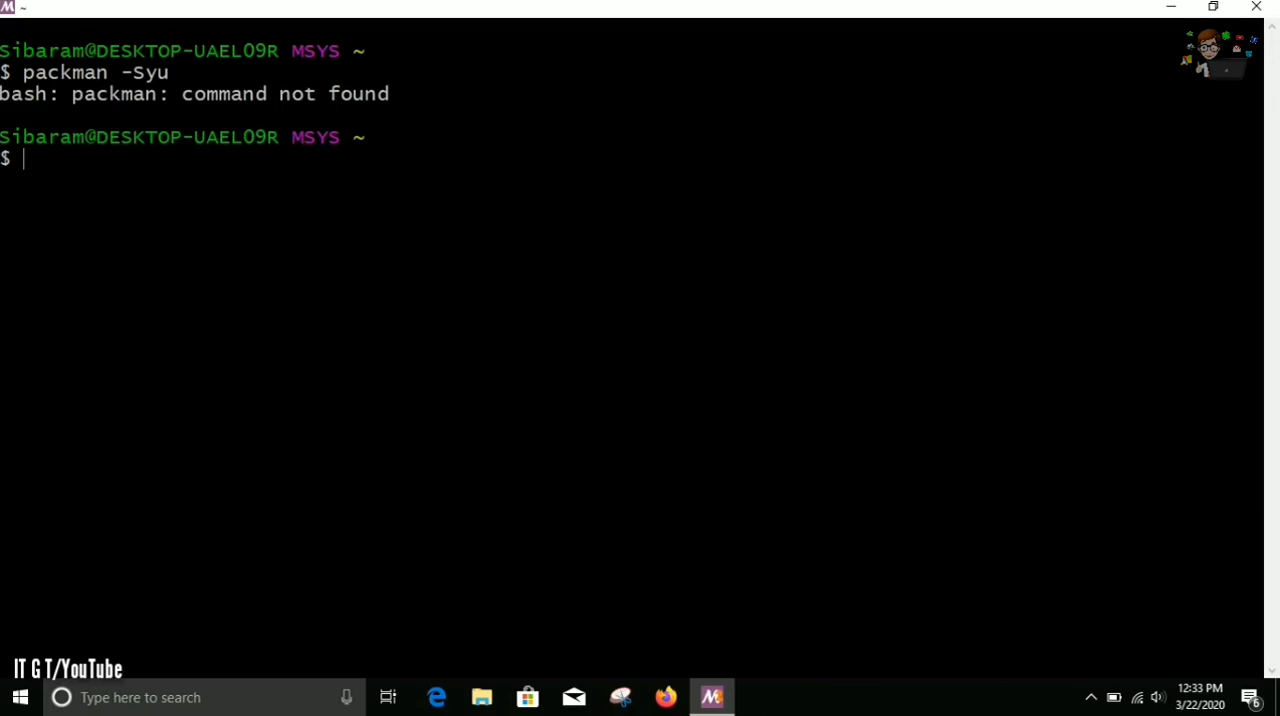 ~
Sibaram@DESKTOP-UAEL09R MSYS ~
$ packman -Syu
bash: packman: command not found
Sibaram@DESKTOP-UAEL09R MSYS ~
$
IT G T/YouTube
Type here to search
12:33 PM
3/22/2020
6